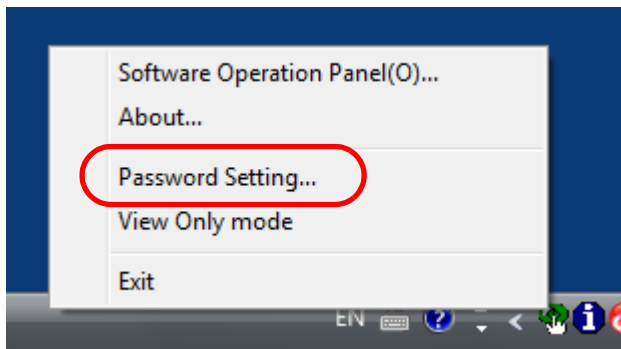 Software Operation Panel(O)...
About...
Password Setting...
View Only mode
Exit
EN